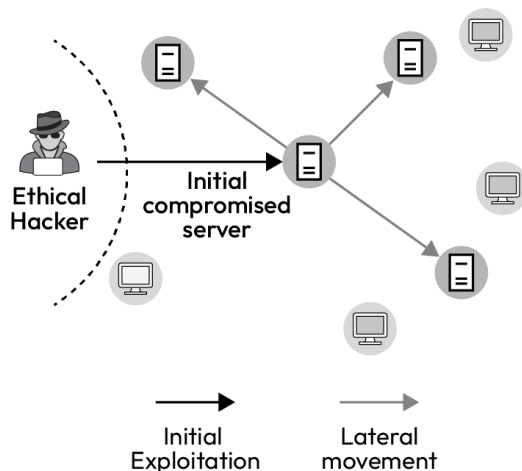 Ethical
Hacker
Initial
compromised
server
Initial
Exploitation
Lateral
movement